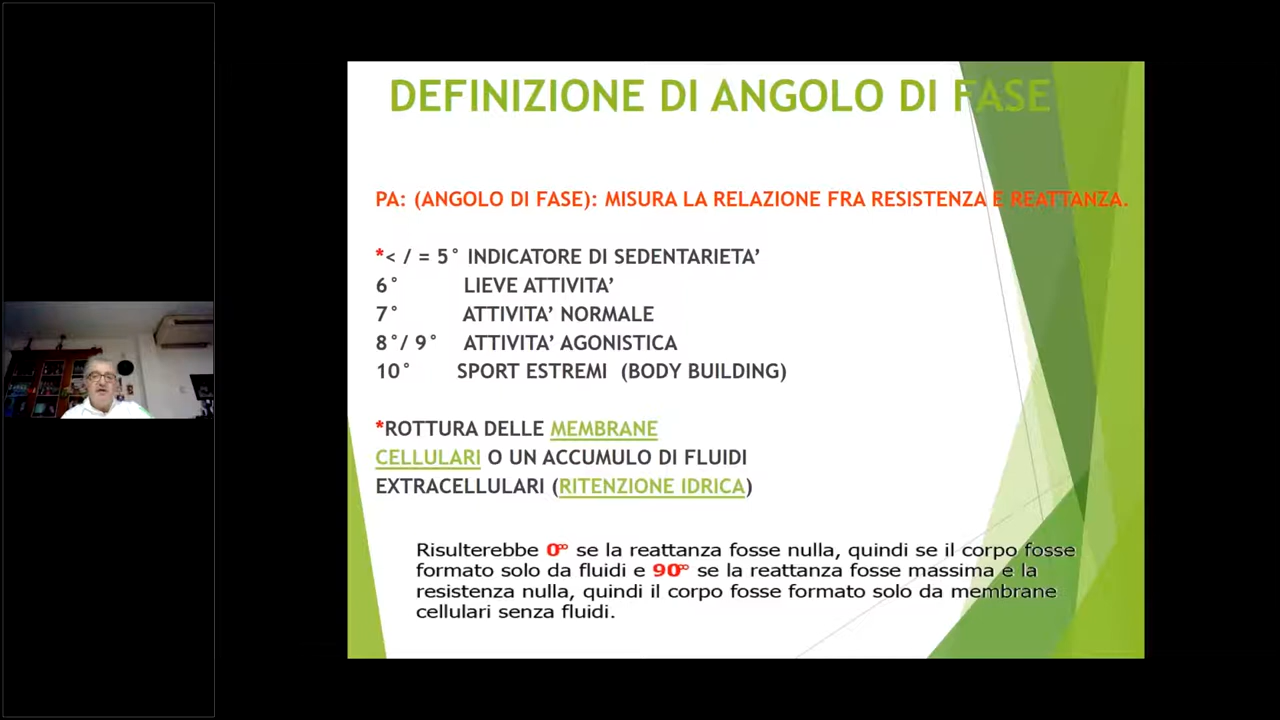 DEFINIZIONE DI ANGOLO DI FASE
PA: (ANGOLO DI FASE): MISURA LA RELAZIONE FRA RESISTENZA E REATTANZA.
*< / = 5° INDICATORE DI SEDENTARIETA’
6° LIEVE ATTIVITA’
7° ATTIVITA’ NORMALE
8°/ 9° ATTIVITA’ AGONISTICA
10° SPORT ESTREMI (BODY BUILDING)
*ROTTURA DELLE MEMBRANE
CELLULARI O UN ACCUMULO DI FLUIDI
EXTRACELLULARI (RITENZIONE IDRICA)
Risulterebbe 0° se la reattanza fosse nulla, quindi se il corpo fosse
formato solo da fluidi e 90° se la reattanza fosse massima e la
resistenza nulla, quindi il corpo fosse formato solo da membrane
cellulari senza fluidi.